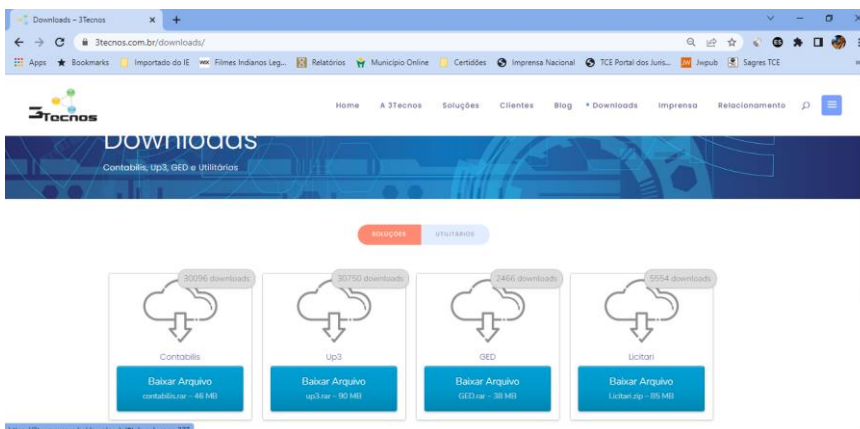 Downloads – 3Tecnos
3tecnos.com.br/downloads/
Apps Bookmarks Importado do IE Filmes Indianos Leg... Relatórios Município Online Certidões Imprensa Nacional TCE Portal dos Juris... Jwpub Sagres TCE
3Tecnos
Home A 3Tecnos Soluções Clientes Blog Downloads Imprensa Relacionamento
Downloads
Contabilis, Up3, GED e Utilitários
SOLUÇÕES UTILITÁRIOS
30096 downloads 30750 downloads 2466 downloads 5554 downloads
Contabilis Up3 GED Licitari
Baixar Arquivo Baixar Arquivo Baixar Arquivo Baixar Arquivo
contabilis.rar – 46 MB up3.rar – 90 MB GED.rar – 38 MB Licitari.zip – 85 MB